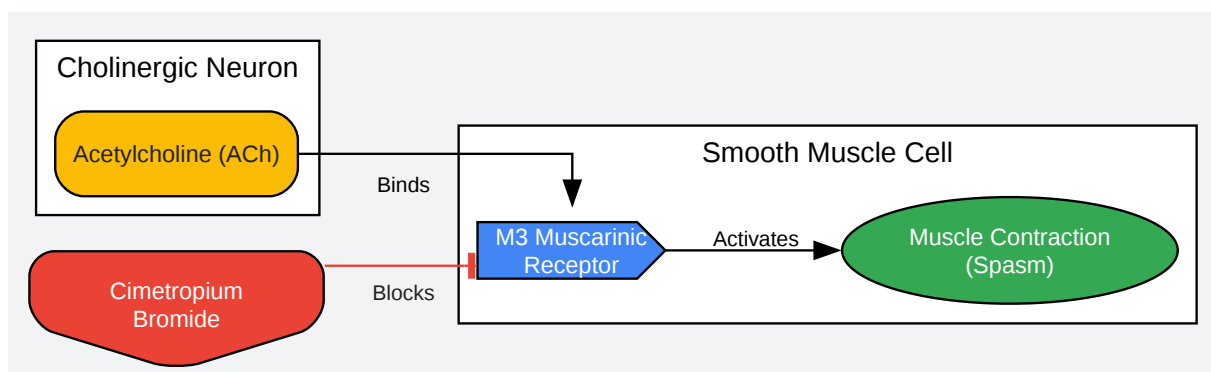 Cholinergic Neuron
Acetylcholine (ACh)
Binds
Smooth Muscle Cell
M3 Muscarinic
Receptor
Activates
Muscle Contraction
(Spasm)
Cimetropium
Bromide
Blocks